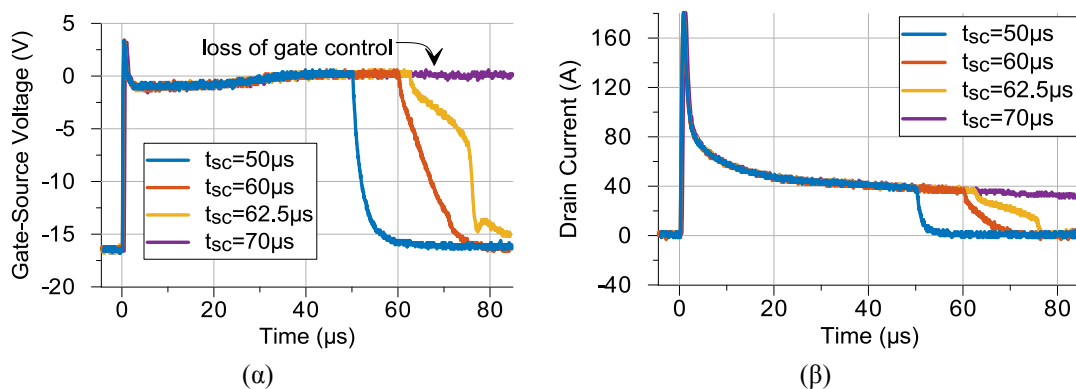 5
0
-5
-10
-15
-20
Gate-Source Voltage (V)
loss of gate control
tSC=50µs
tSC=60µs
tSC=62.5µs
tSC=70µs
0 20 40 60 80
Time (µs)
(α)
160
120
80
40
0
-40
Drain Current (A)
tSC=50µs
tSC=60µs
tSC=62.5µs
tSC=70µs
0 20 40 60 80
Time (µs)
(β)